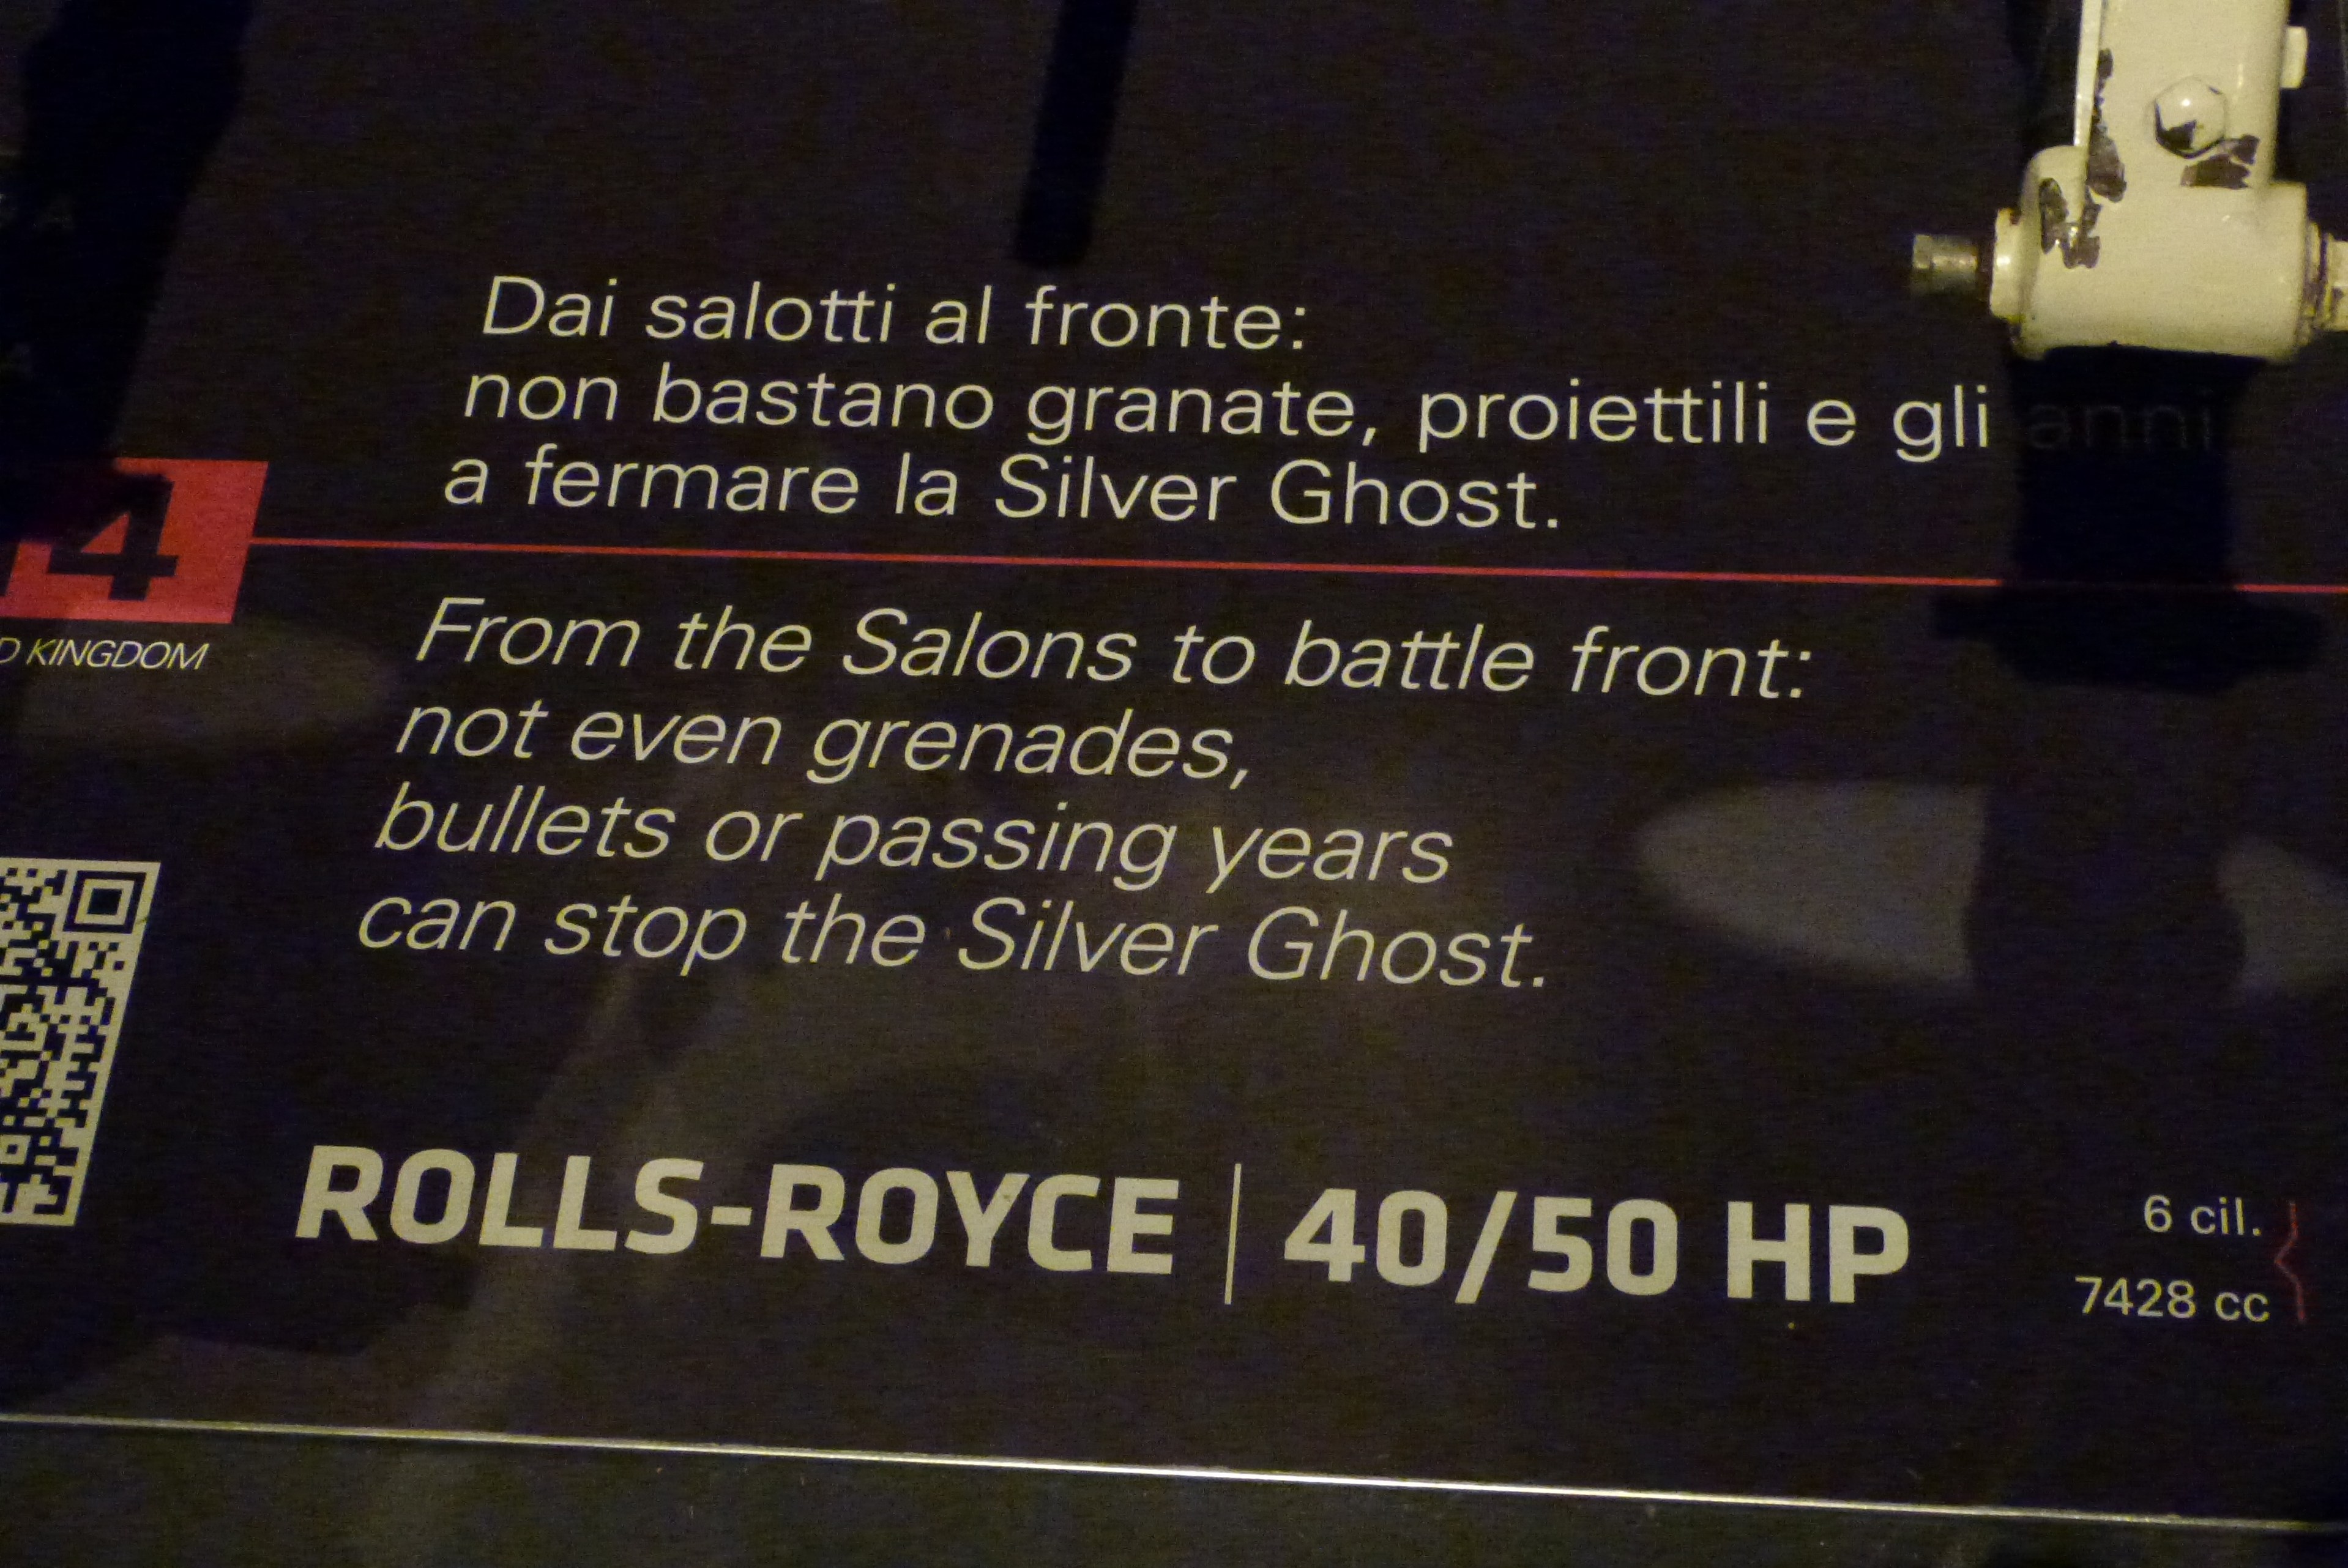 Dai salotti al fronte:
non bastano granate, proiettili e gli anni
a fermare la Silver Ghost.
4
KINGDOM
From the Salons to battle front:
not even grenades,
bullets or passing years
can stop the Silver Ghost.
ROLLS-ROYCE | 40/50 HP
6 cil.
7428 cc